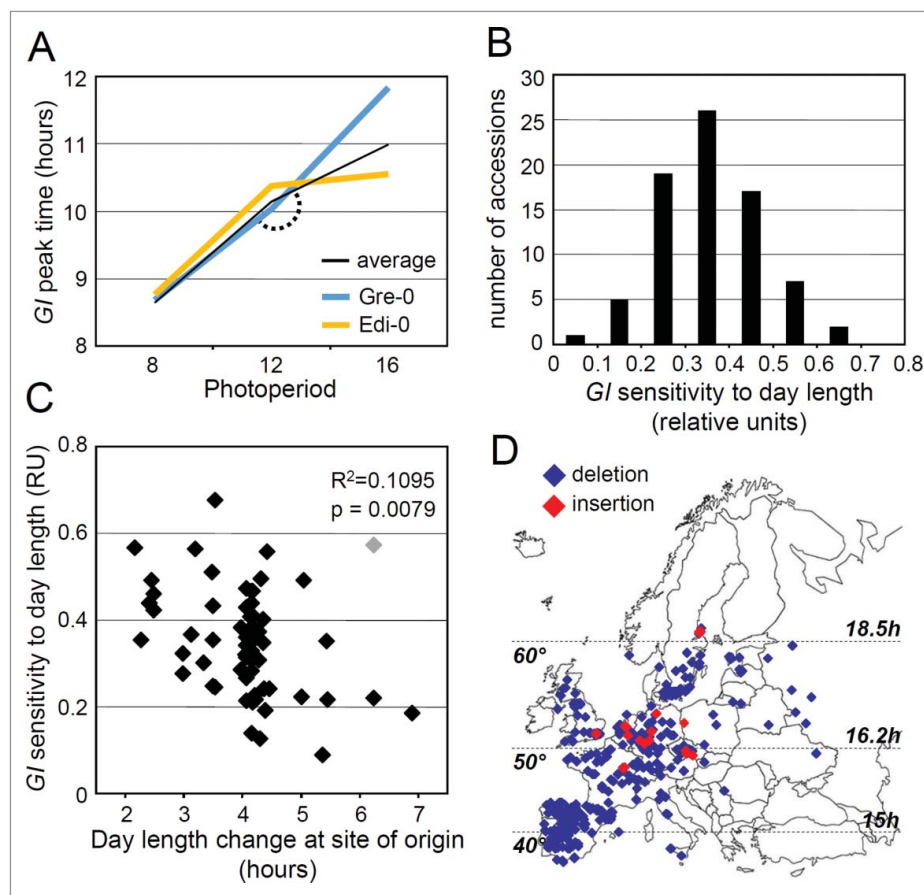 A
GI peak time (hours)
12
11
10
9
8
8
12
16
Photoperiod
average
Gre-0
Edi-0
B
number of accessions
30
25
20
15
10
5
0
0 0.1 0.2 0.3 0.4 0.5 0.6 0.7 0.8
GI sensitivity to day length
(relative units)
C
GI sensitivity to day length (RU)
0.8
0.6
0.4
0.2
0
R²=0.1095
p = 0.0079
2 3 4 5 6 7
Day length change at site of origin
(hours)
D
deletion
insertion
60°
18.5h
50°
16.2h
40°
15h